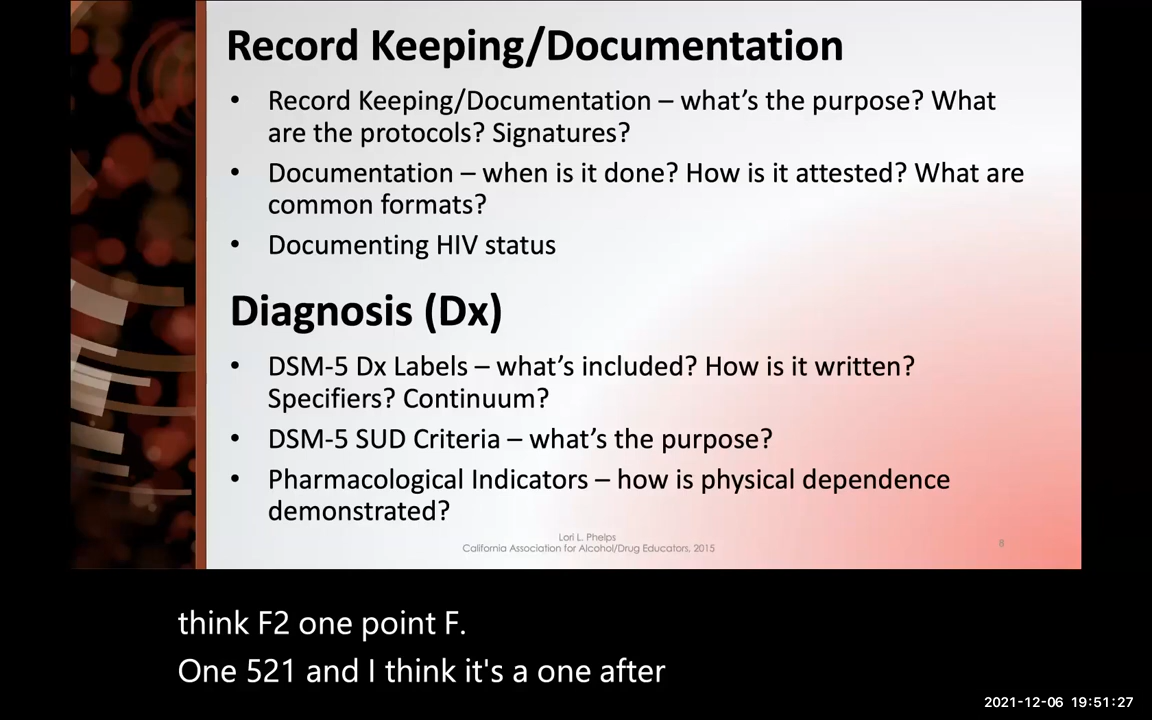 Record Keeping/Documentation
• Record Keeping/Documentation – what's the purpose? What
are the protocols? Signatures?
• Documentation – when is it done? How is it attested? What are
common formats?
• Documenting HIV status
Diagnosis (Dx)
• DSM-5 Dx Labels – what's included? How is it written?
Specifiers? Continuum?
• DSM-5 SUD Criteria – what's the purpose?
• Pharmacological Indicators – how is physical dependence
demonstrated?
Lori L. Phelps
California Association for Alcohol/Drug Educators, 2015
8
think F2 one point F.
One 521 and I think it's a one after
2021-12-06 19:51:27